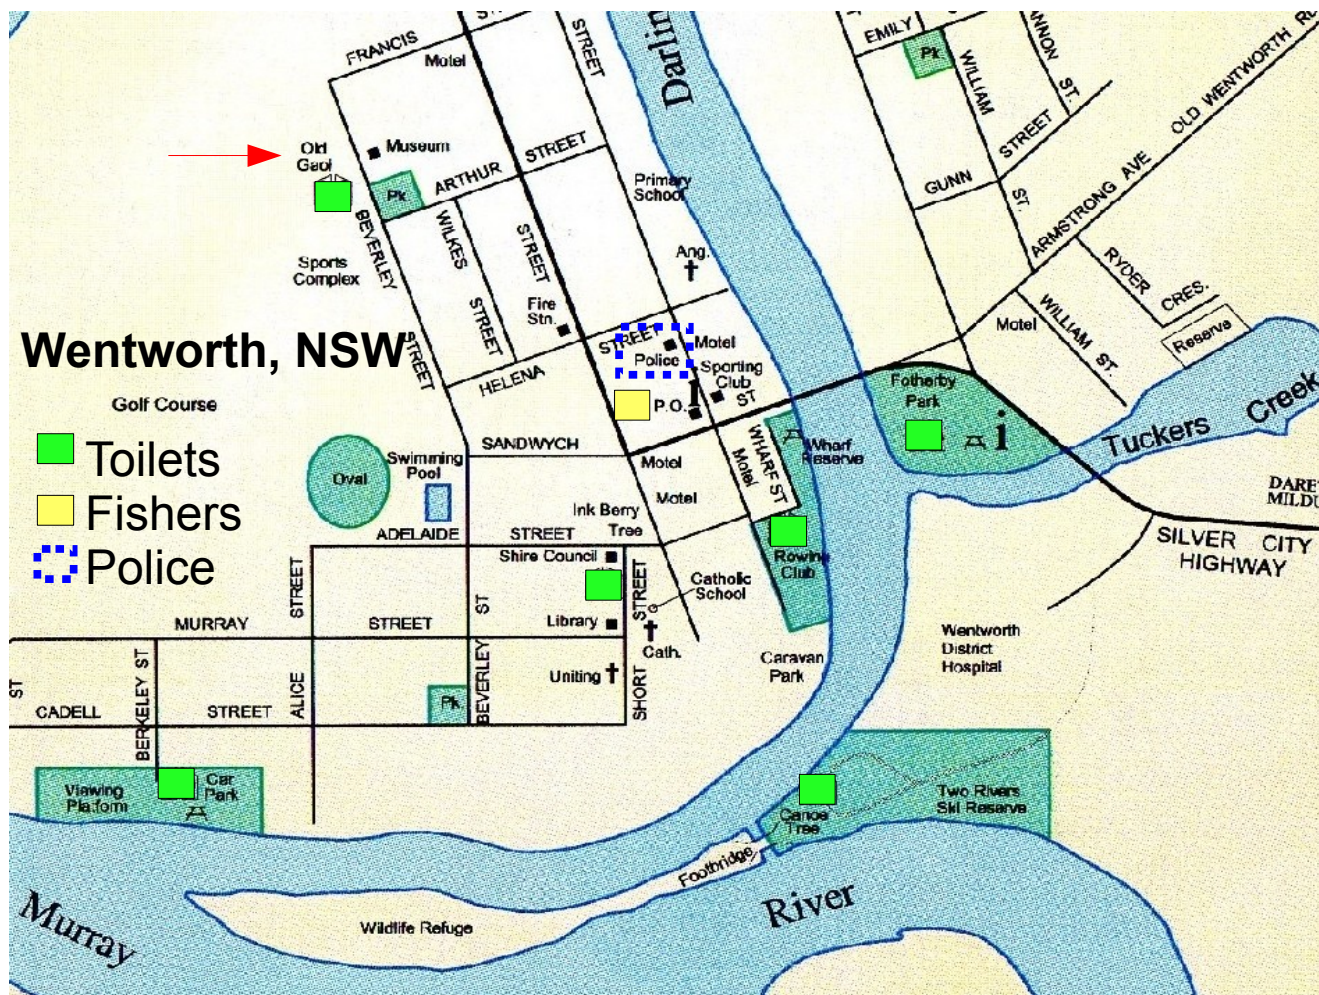 FRANCIS
ST
Motel
STREET
Darlin
EMILY
Pk
WILLIAM
ST.
OLD WENTWORTH
Old
Gaol
Museum
Pk
ARTHUR
STREET
Primary
School
GUNN
STREET
ST.
ARMSTRONG AVE
BEVERLEY
STREET
WILKES
STREET
STREET
Ang.
Sports
Complex
RYDER
CRES.
Fire
Stn.
STREET
Police
Motel
Sporting
Club
ST
Motel
WILLIAM ST.
Reserve
Wentworth, NSW
HELENA
P.O.
Fotherby
Park
i
Tuckers Creek
Golf Course
Toilets
Fishers
Police
SANDWYCH
Oval
Swimming
Pool
Motel
Motel
WHARF ST
Motel
Wharf
Reserve
DARE
MILDU
SILVER CITY
HIGHWAY
Ink Berry
Tree
ADELAIDE
STREET
Shire Council
Rowing
Club
STREET
ST
STREET
Catholic
School
MURRAY
STREET
Library
Cath.
Caravan
Park
Wentworth
District
Hospital
Uniting
ST
CADELL
BERKELEY ST
STREET
ALICE
Pk
BEVERLEY
SHORT
Viewing
Platform
Car
Park
Canoe
Tree
Two Rivers
Ski Reserve
Footbridge
Murray
Wildlife Refuge
River